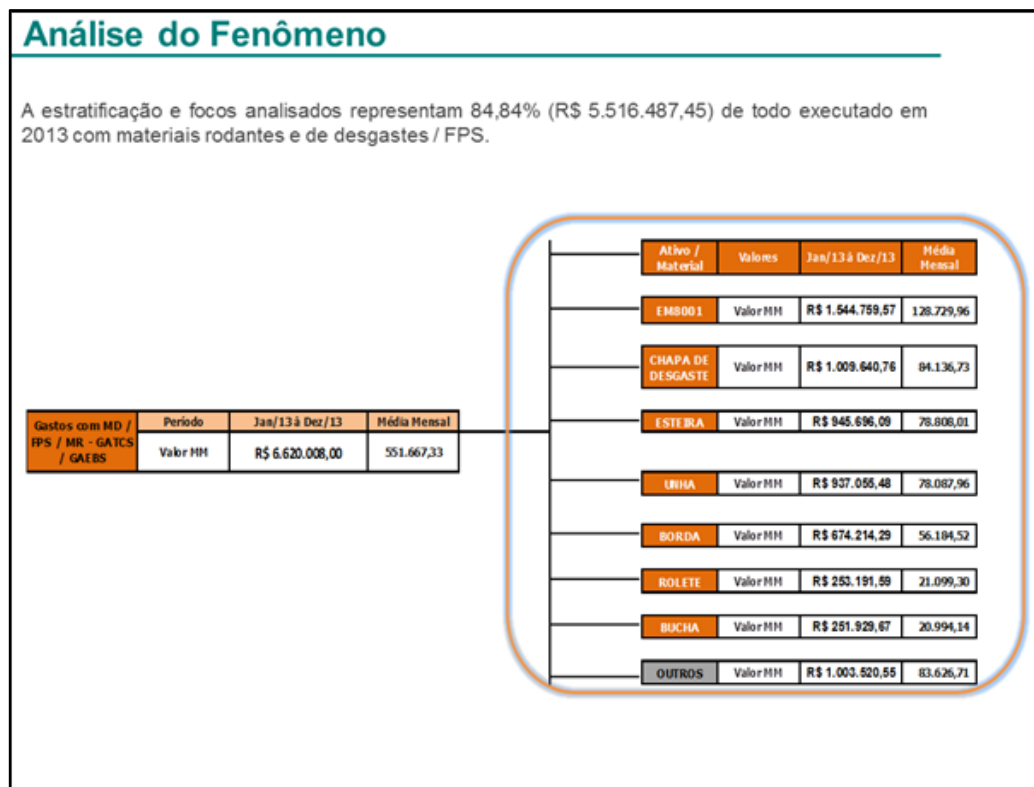 Análise do Fenômeno
A estratificação e focos analisados representam 84,84% (R$ 5.516.487,45) de todo executado em
2013 com materiais rodantes e de desgastes / FPS.
Gastos com MD /
FPS / MR - GATCS
/ GAEBS
Período Jan/13 à Dez/13 Média Mensal
Valor MM R$ 6.620.008,00 551.667,33
Ativo /
Material
Valores Jan/13 à Dez/13 Média
Mensal
EM8001 Valor MM R$ 1.544.759,57 128.729,96
CHAPA DE
DESGASTE
Valor MM R$ 1.009.640,76 84.136,73
ESTEIRA Valor MM R$ 945.696,09 78.808,01
UNHA Valor MM R$ 937.055,48 78.087,96
BORDA Valor MM R$ 674.214,29 56.184,52
ROLETE Valor MM R$ 253.191,59 21.099,30
BUCHA Valor MM R$ 251.929,67 20.994,14
OUTROS Valor MM R$ 1.003.520,55 83.626,71